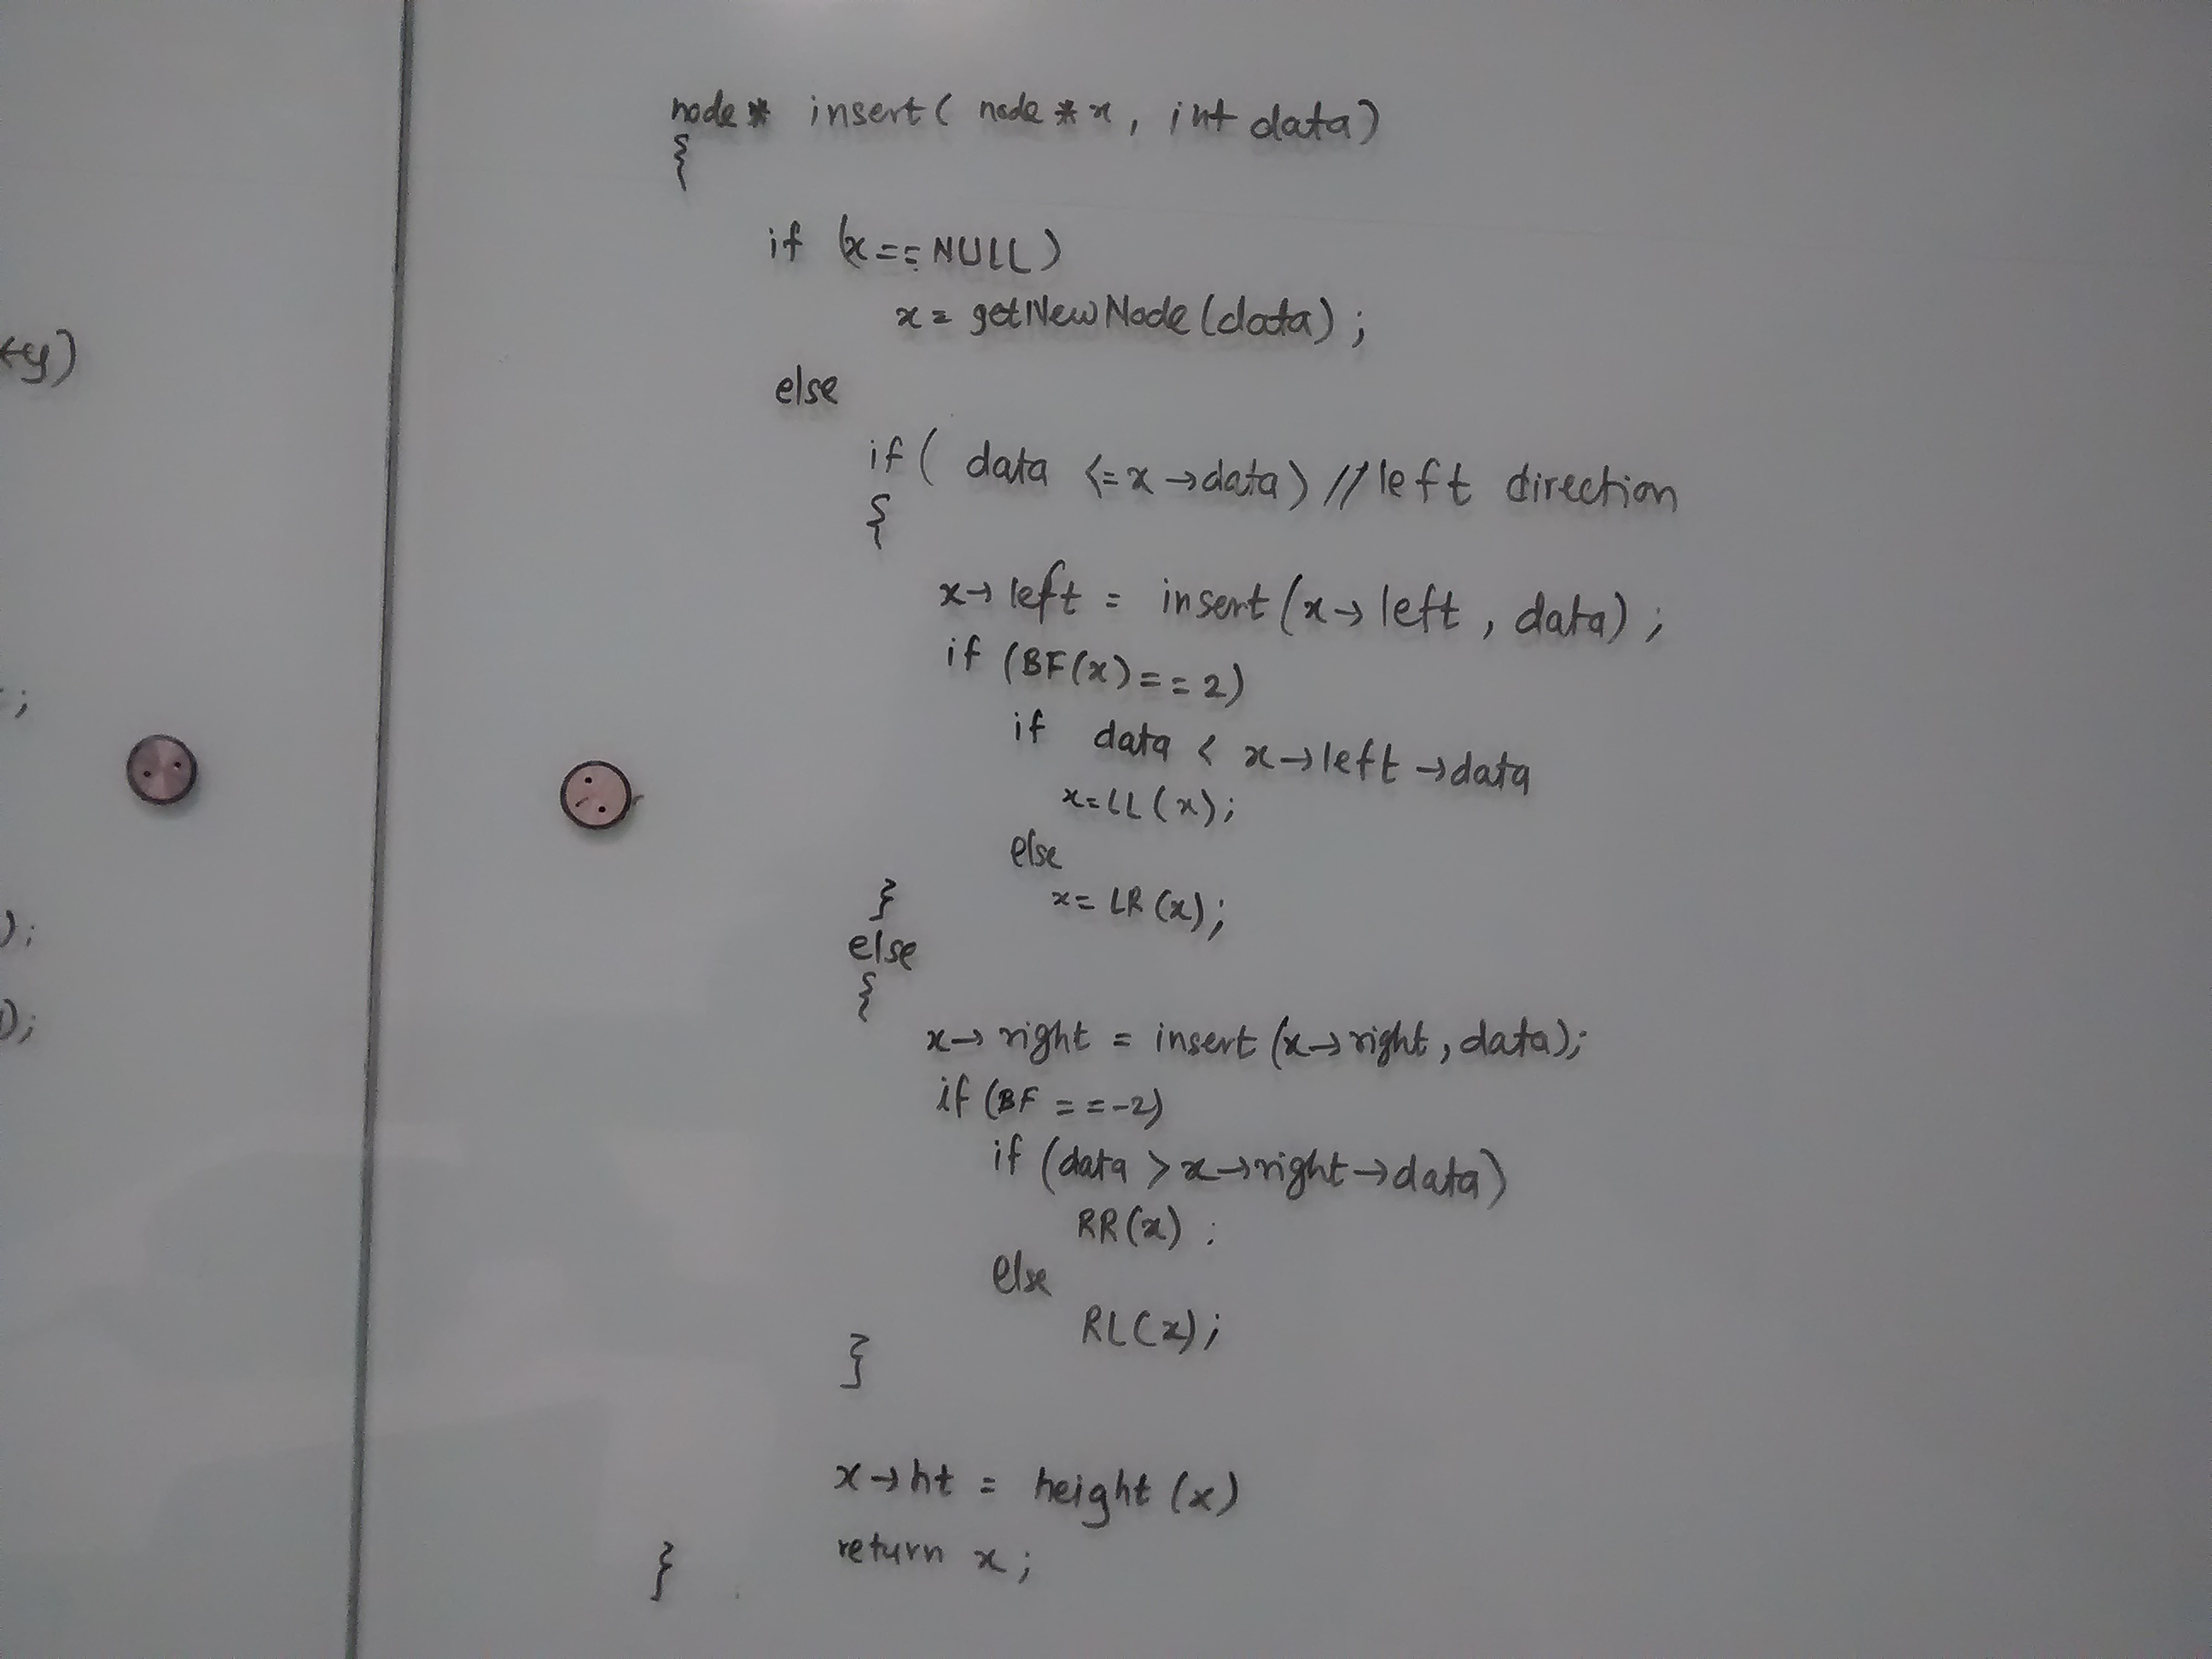 node* insert( node *x, int data)
{
if (x==NULL)
x = getNewNode(data);
else
if( data <=x→data) //left direction
{
x→left = insert(x→left, data);
if (BF(x)==2)
if data < x→left→data
x=LL(x);
else
x= LR(x);
}
else
{
x→right = insert(x→right, data);
if (BF ==-2)
if (data > x→right→data)
RR(x) :
else
RL(x);
}
x→ht = height (x)
return x;
}
y)
;
);
);